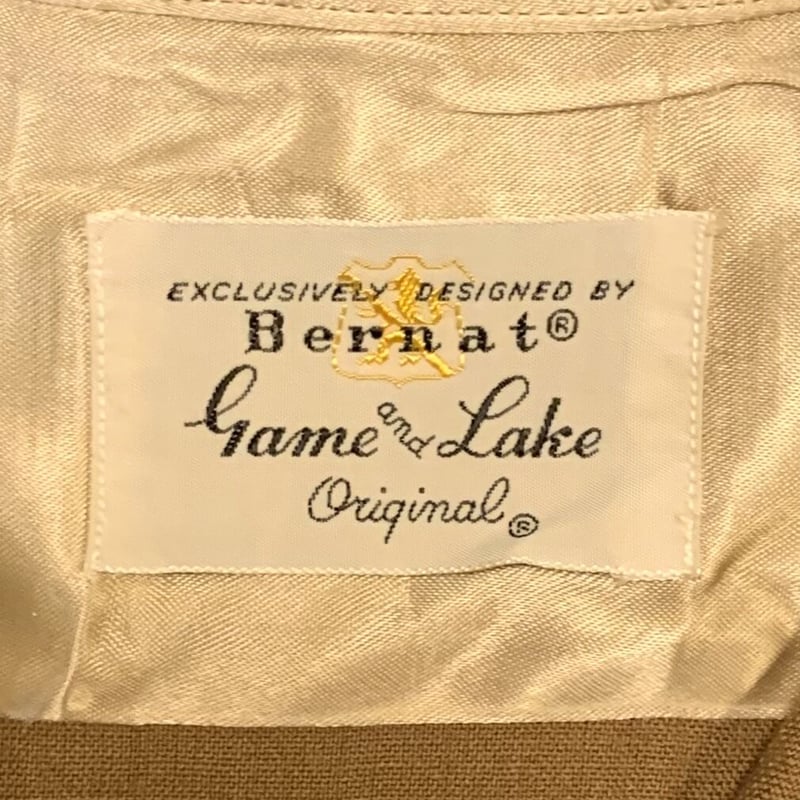 EXCLUSIVELY DESIGNED BY
Bernat®
Game and Lake
Original®